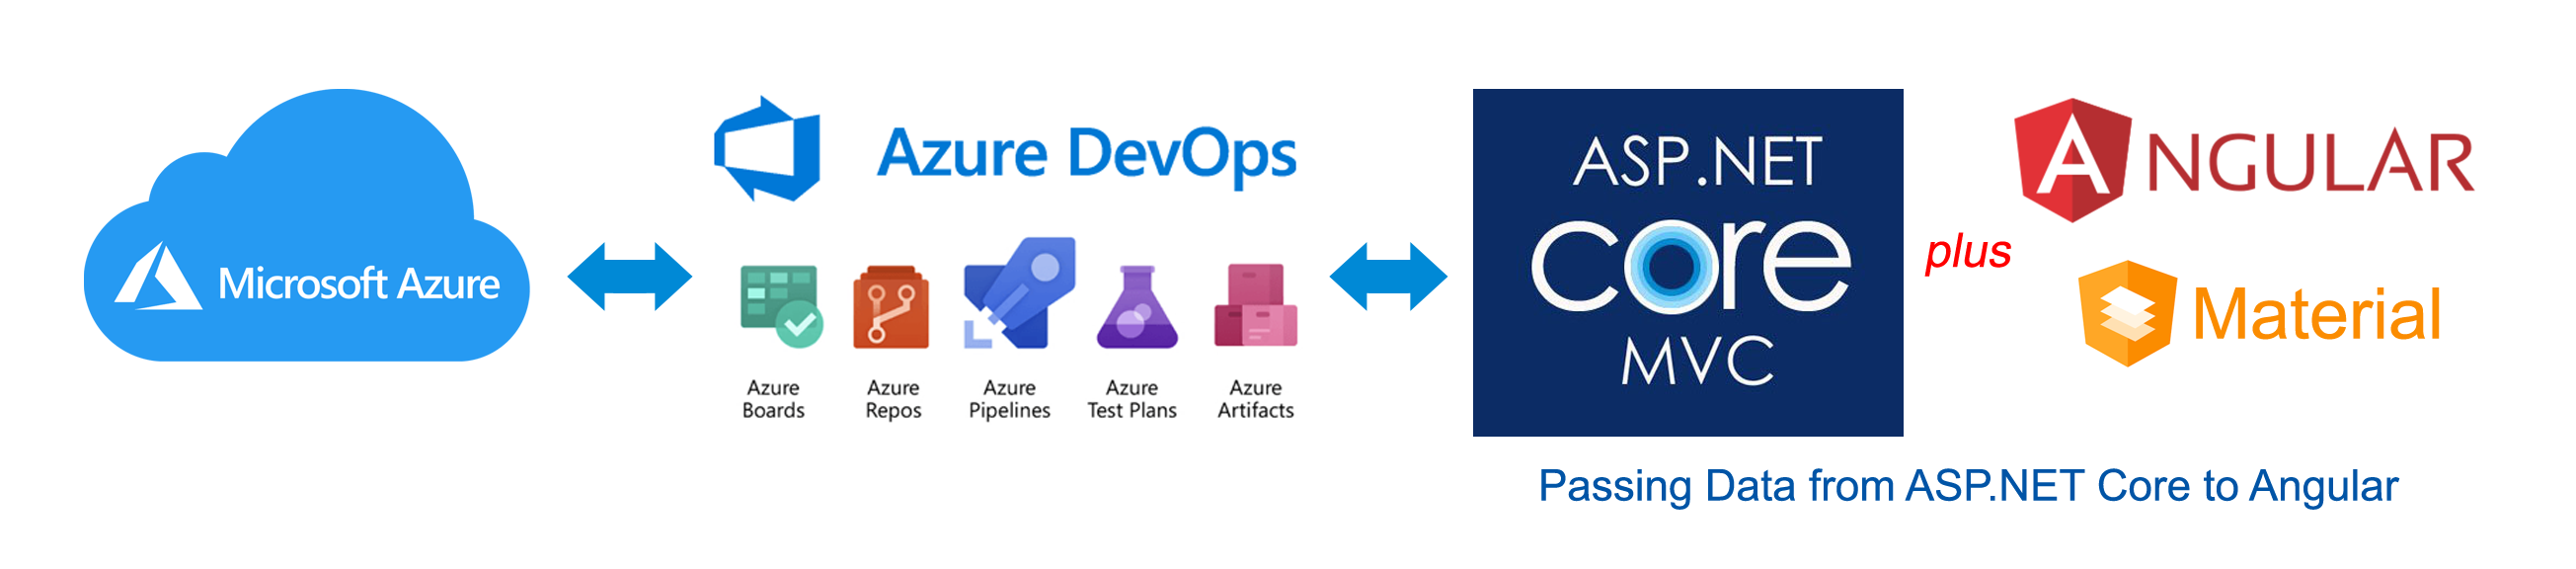 Microsoft Azure
Azure DevOps
Azure
Boards
Azure
Repos
Azure
Pipelines
Azure
Test Plans
Azure
Artifacts
ASP.NET
core
MVC
plus
ANGULAR
Material
Passing Data from ASP.NET Core to Angular